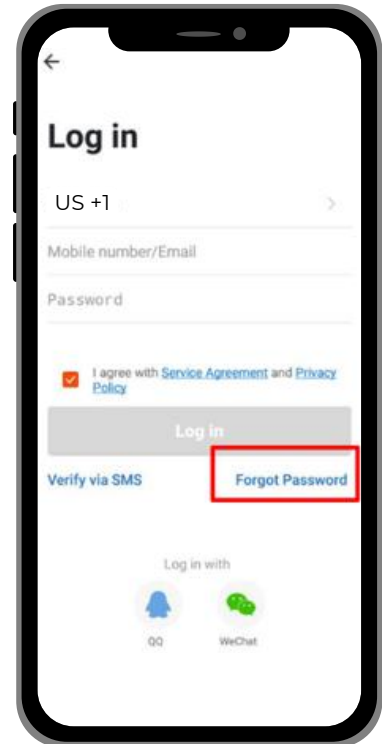 Log in
US +1
Mobile number/Email
Password
I agree with Service Agreement and Privacy
Policy
Log in
Verify via SMS Forgot Password
Log in with
QQ WeChat